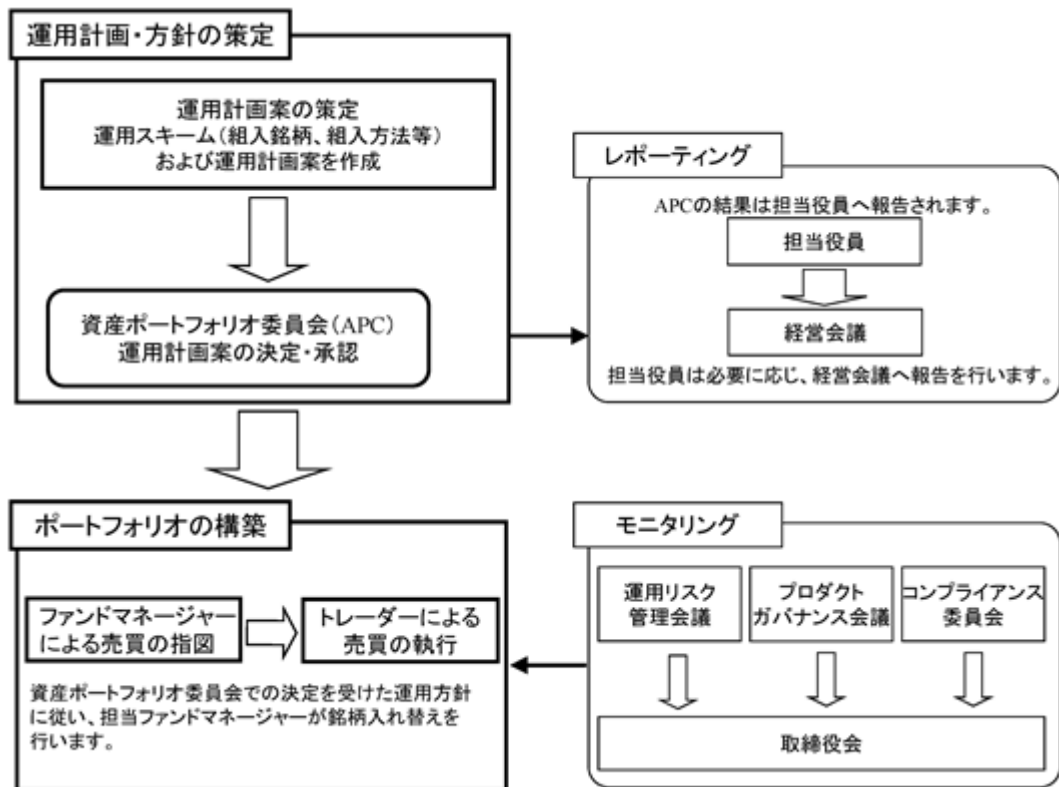 運用計画・方針の策定
運用計画案の策定
運用スキーム(組入銘柄、組入方法等)
および運用計画案を作成
資産ポートフォリオ委員会(APC)
運用計画案の決定・承認
レポーティング
APCの結果は担当役員へ報告されます。
担当役員
経営会議
担当役員は必要に応じ、経営会議へ報告を行います。
ポートフォリオの構築
ファンドマネージャー
による売買の指図
トレーダーによる
売買の執行
資産ポートフォリオ委員会での決定を受けた運用方針
に従い、担当ファンドマネージャーが銘柄入れ替えを
行います。
モニタリング
運用リスク
管理会議
プロダクト
ガバナンス会議
コンプライアンス
委員会
取締役会